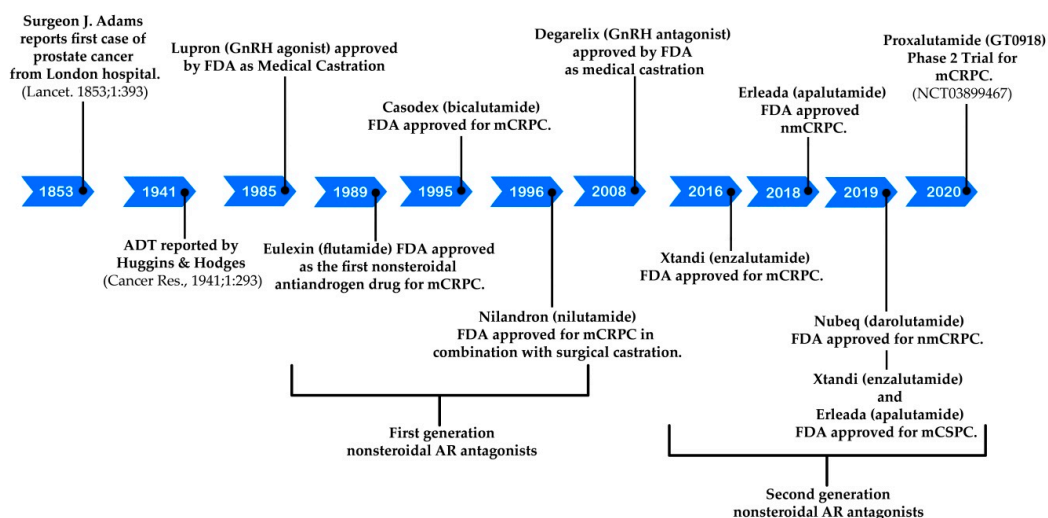 Surgeon J. Adams
reports first case of
prostate cancer
from London hospital.
(Lancet. 1853;1:393)
Lupron (GnRH agonist) approved
by FDA as Medical Castration
Casodex (bicalutamide)
FDA approved for mCRPC.
Degarelix (GnRH antagonist)
approved by FDA
as medical castration
Erleada (apalutamide)
FDA approved
nmCRPC.
Proxalutamide (GT0918)
Phase 2 Trial for
mCRPC.
(NCT03899467)
1853
1941
1985
1989
1995
1996
2008
2016
2018
2019
2020
ADT reported by
Huggins & Hodges
(Cancer Res., 1941;1:293)
Eulexin (flutamide) FDA approved
as the first nonsteroidal
antiandrogen drug for mCRPC.
Nilandron (nilutamide)
FDA approved for mCRPC in
combination with surgical castration.
Xtandi (enzalutamide)
FDA approved for mCRPC.
Nubeq (darolutamide)
FDA approved for nmCRPC.
Xtandi (enzalutamide)
and
Erleada (apalutamide)
FDA approved for mCSPC.
First generation
nonsteroidal AR antagonists
Second generation
nonsteroidal AR antagonists